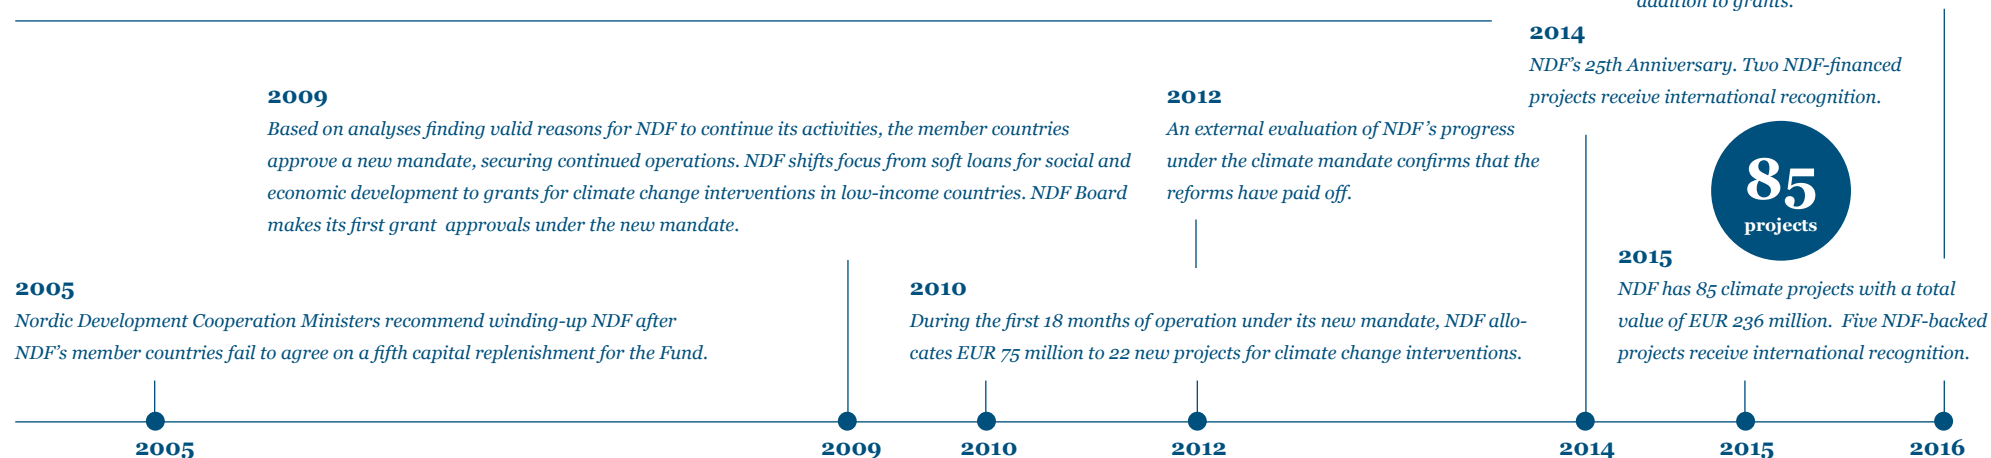 addition to grants.
2014
NDF's 25th Anniversary. Two NDF-financed
projects receive international recognition.
2009
Based on analyses finding valid reasons for NDF to continue its activities, the member countries
approve a new mandate, securing continued operations. NDF shifts focus from soft loans for social and
economic development to grants for climate change interventions in low-income countries. NDF Board
makes its first grant  approvals under the new mandate.
2012
An external evaluation of NDF's progress
under the climate mandate confirms that the
reforms have paid off.
85
projects
2005
Nordic Development Cooperation Ministers recommend winding-up NDF after
NDF's member countries fail to agree on a fifth capital replenishment for the Fund.
2010
During the first 18 months of operation under its new mandate, NDF allo-
cates EUR 75 million to 22 new projects for climate change interventions.
2015
NDF has 85 climate projects with a total
value of EUR 236 million.  Five NDF-backed
projects receive international recognition.
2005 2009 2010 2012 2014 2015 2016